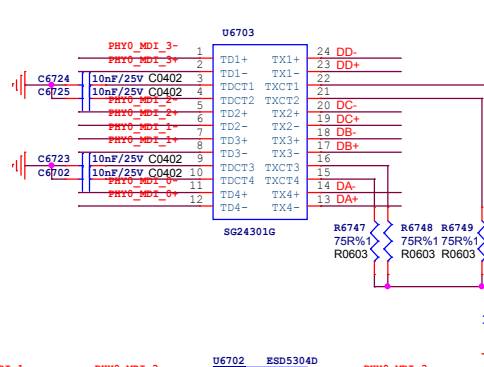 U6703
PHY0_MDI_3- 1 TD1+ TX1+ 24 DD-
PHY0_MDI_3+ 2 TD1- TX1- 23 DD+
C6724 10nF/25V C0402 3 TDCT1 TXCT1 22
C6725 10nF/25V C0402 4 TDCT2 TXCT2 21
PHY0_MDI_2- 5 TD2+ TX2+ 20 DC-
PHY0_MDI_2+ 6 TD2- TX2- 19 DC+
PHY0_MDI_1- 7 TD3+ TX3+ 18 DB-
PHY0_MDI_1+ 8 TD3- TX3- 17 DB+
C6723 10nF/25V C0402 9 TDCT3 TXCT3 16
C6702 10nF/25V C0402 10 TDCT4 TXCT4 15
PHY0_MDI_0- 11 TD4+ TX4+ 14 DA-
PHY0_MDI_0+ 12 TD4- TX4- 13 DA+
SG24301G
R6747 R6748 R6749
75R%1 75R%1 75R%1
R0603 R0603 R0603
U6702 ESD5304D